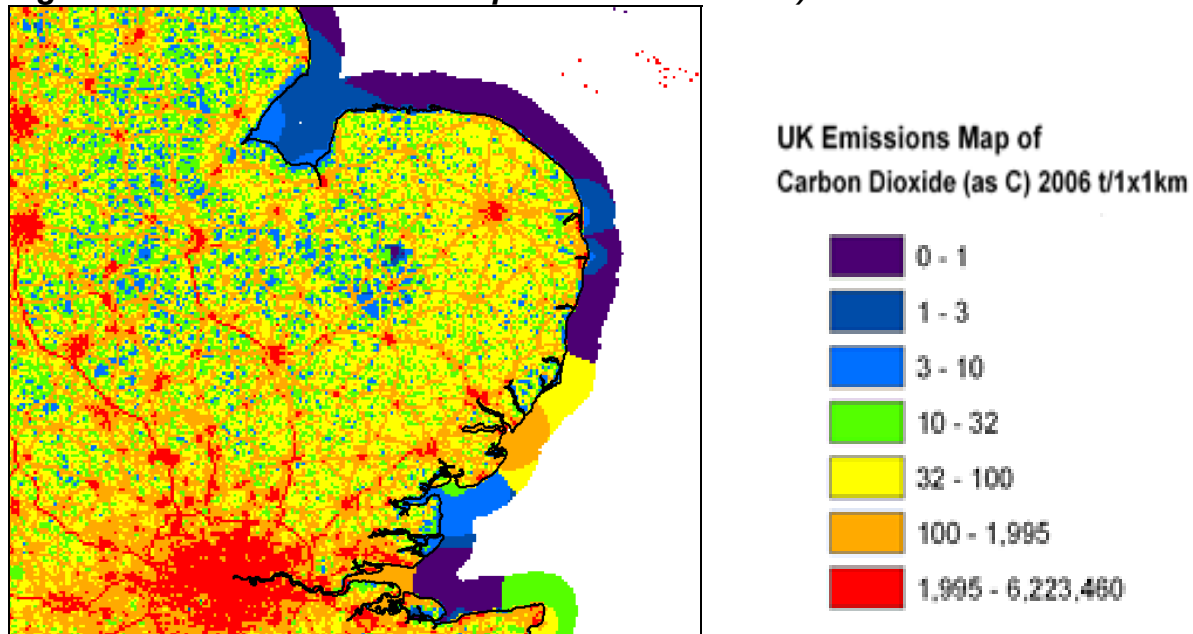 UK Emissions Map of
Carbon Dioxide (as C) 2006 t/1x1km
0 - 1
1 - 3
3 - 10
10 - 32
32 - 100
100 - 1,995
1,995 - 6,223,460